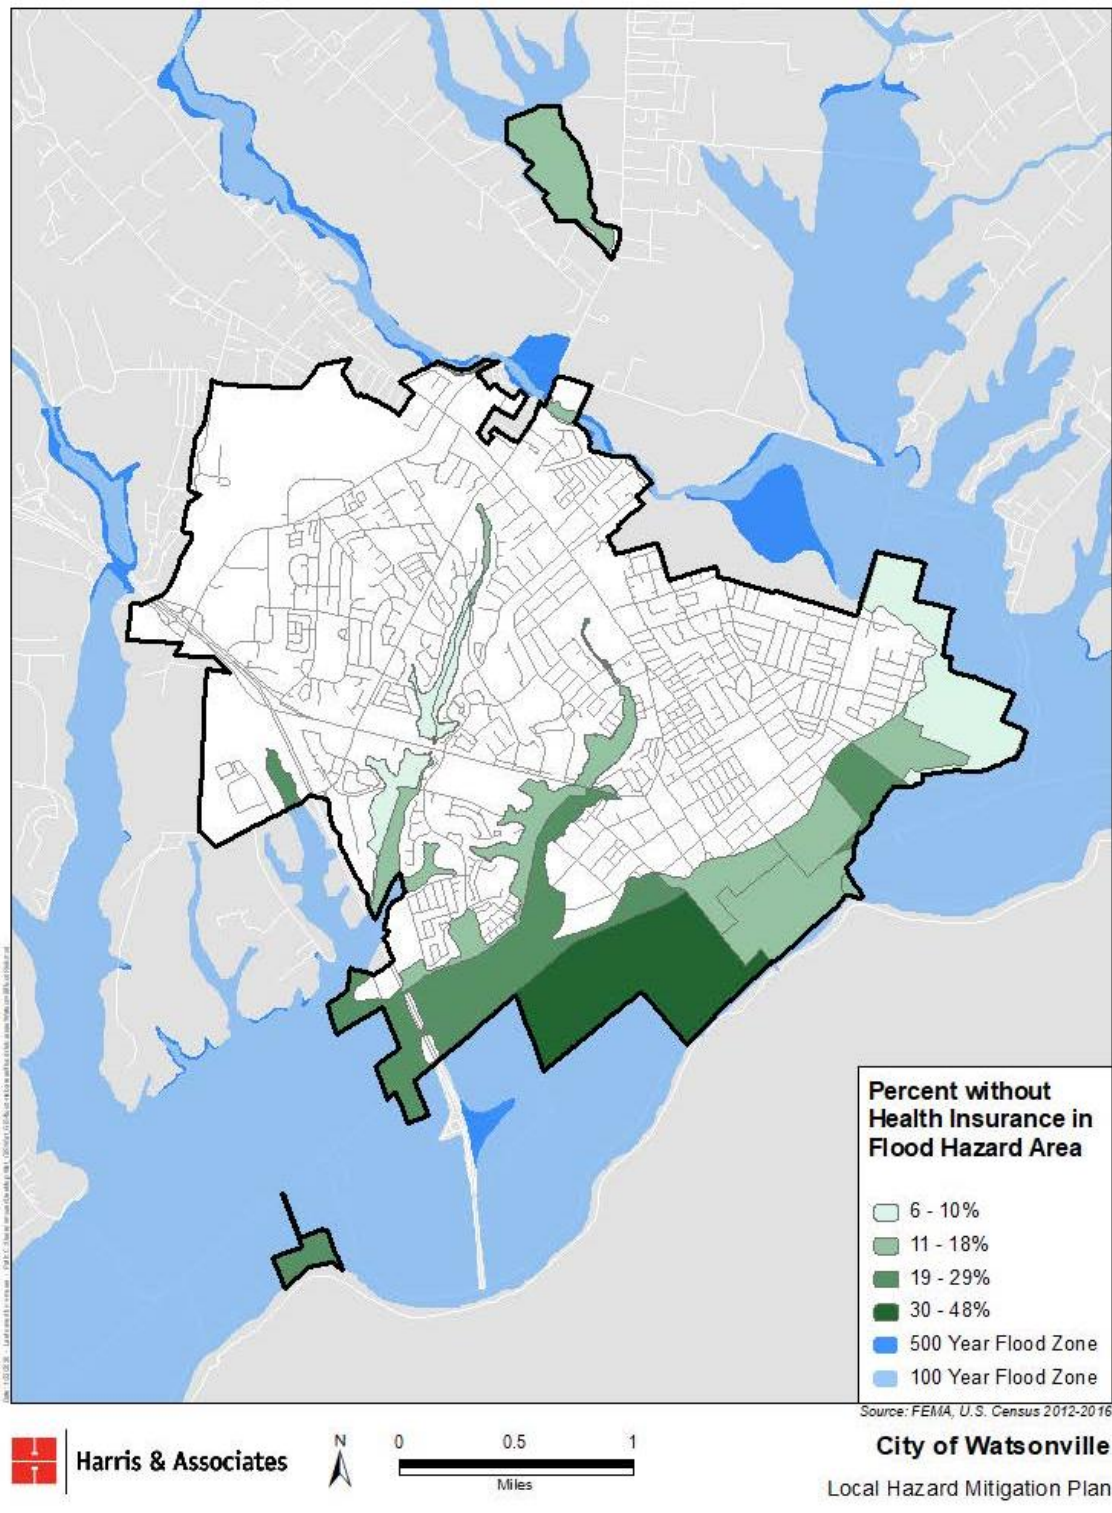 Percent without
Health Insurance in
Flood Hazard Area
6 - 10%
11 - 18%
19 - 29%
30 - 48%
500 Year Flood Zone
100 Year Flood Zone
Source: FEMA, U.S. Census 2012-2016
Harris & Associates
N
0 0.5 1
Miles
City of Watsonville
Local Hazard Mitigation Plan